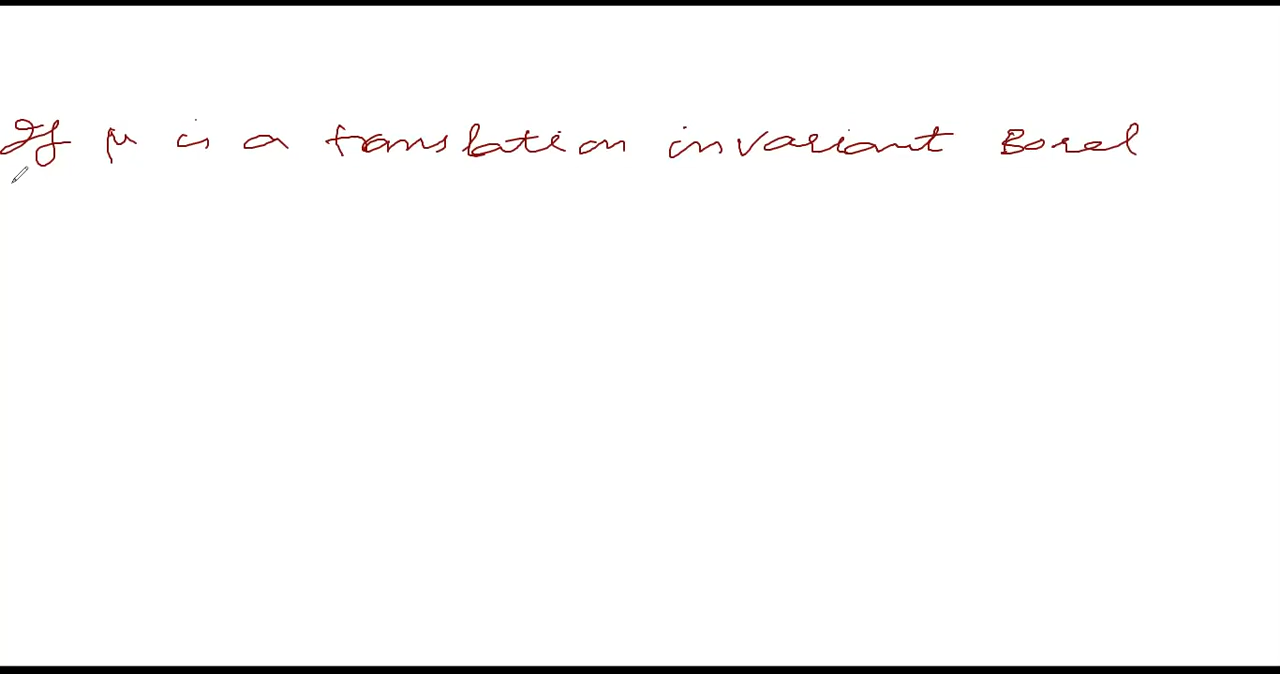 If μ is a translation invariant Borel